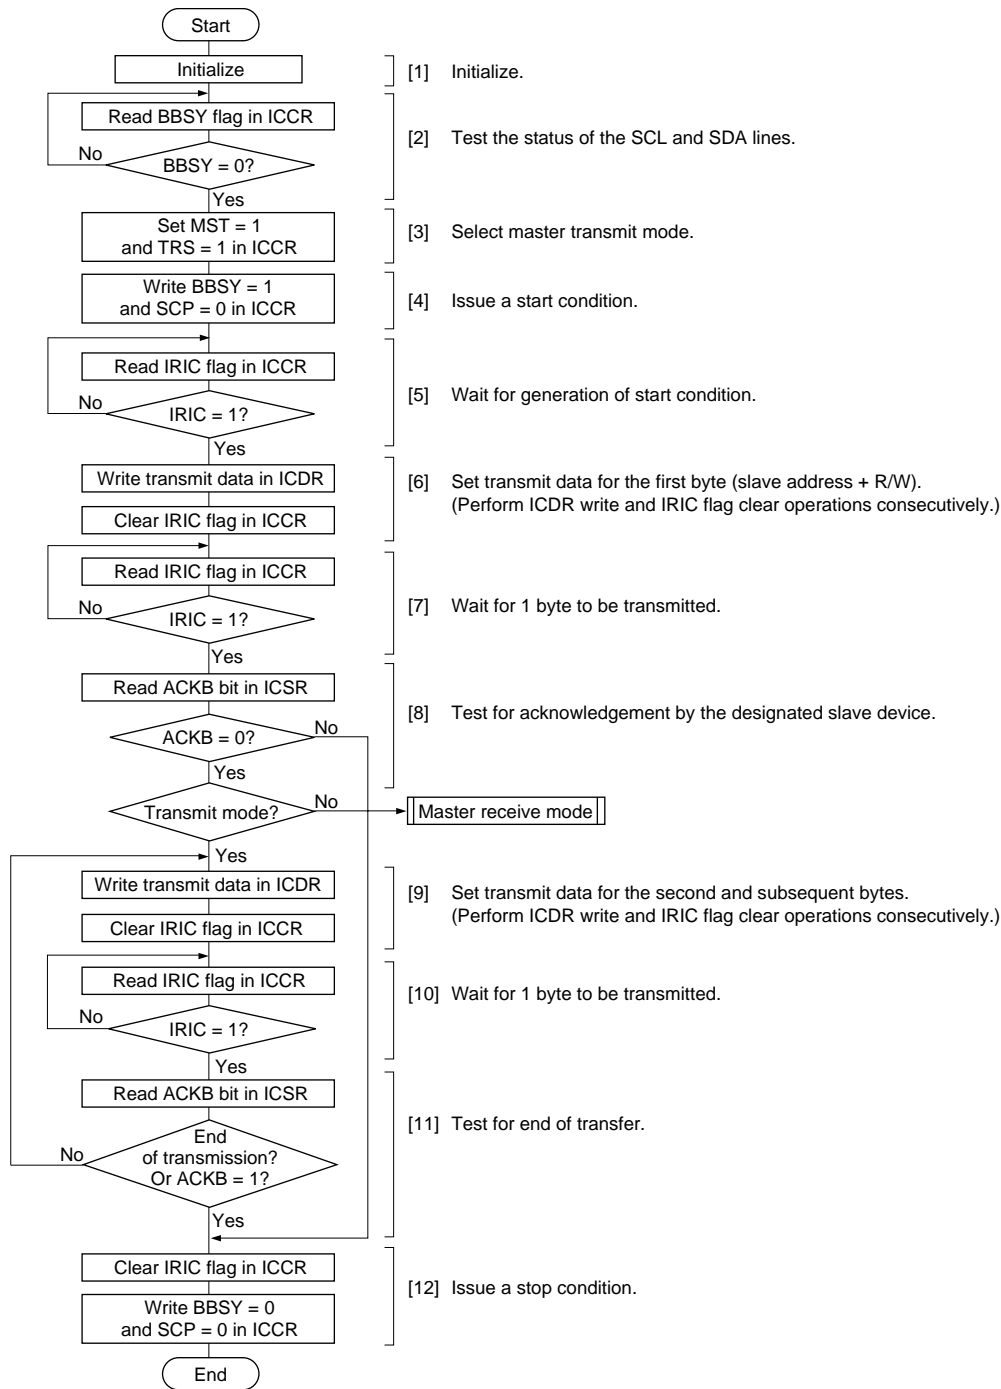 Start
Initialize
[1] Initialize.
Read BBSY flag in ICCR
[2] Test the status of the SCL and SDA lines.
No
BBSY = 0?
Yes
Set MST = 1
and TRS = 1 in ICCR
[3] Select master transmit mode.
Write BBSY = 1
and SCP = 0 in ICCR
[4] Issue a start condition.
Read IRIC flag in ICCR
[5] Wait for generation of start condition.
No
IRIC = 1?
Yes
Write transmit data in ICDR
[6] Set transmit data for the first byte (slave address + R/W).
(Perform ICDR write and IRIC flag clear operations consecutively.)
Clear IRIC flag in ICCR
Read IRIC flag in ICCR
[7] Wait for 1 byte to be transmitted.
No
IRIC = 1?
Yes
Read ACKB bit in ICSR
[8] Test for acknowledgement by the designated slave device.
No
ACKB = 0?
Yes
Transmit mode?
No
Master receive mode
Yes
Write transmit data in ICDR
[9] Set transmit data for the second and subsequent bytes.
(Perform ICDR write and IRIC flag clear operations consecutively.)
Clear IRIC flag in ICCR
Read IRIC flag in ICCR
[10] Wait for 1 byte to be transmitted.
No
IRIC = 1?
Yes
Read ACKB bit in ICSR
[11] Test for end of transfer.
No
End
of transmission?
Or ACKB = 1?
Yes
Clear IRIC flag in ICCR
[12] Issue a stop condition.
Write BBSY = 0
and SCP = 0 in ICCR
End